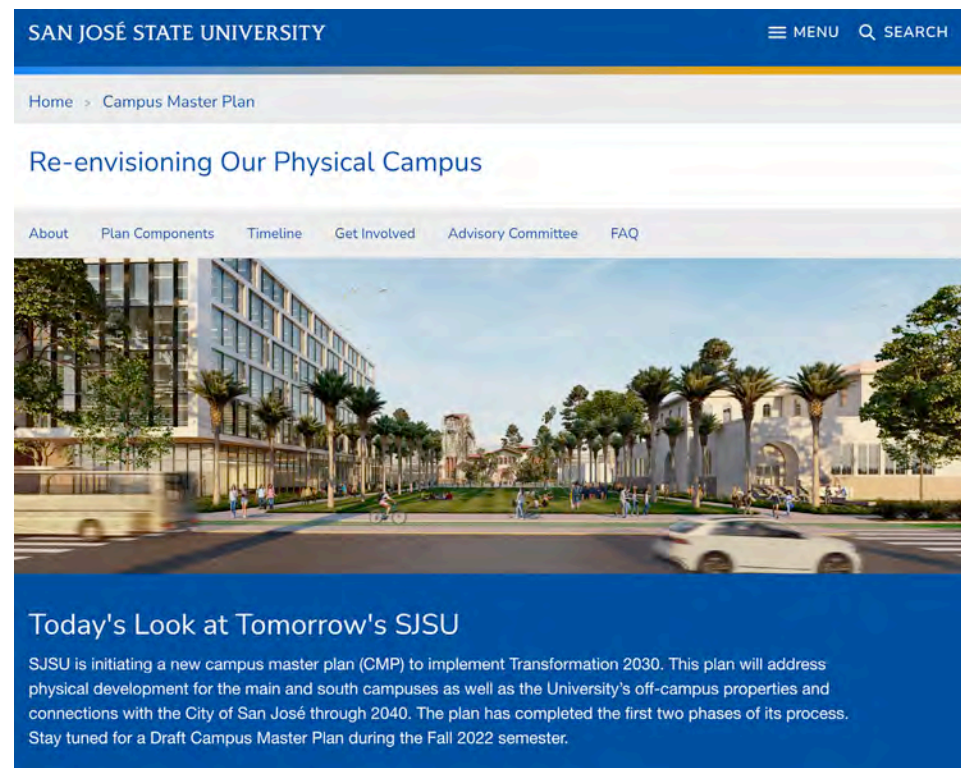 SAN JOSÉ STATE UNIVERSITY
MENU SEARCH
Home > Campus Master Plan
Re-envisioning Our Physical Campus
About Plan Components Timeline Get Involved Advisory Committee FAQ
Today's Look at Tomorrow's SJSU
SJSU is initiating a new campus master plan (CMP) to implement Transformation 2030. This plan will address
physical development for the main and south campuses as well as the University's off-campus properties and
connections with the City of San José through 2040. The plan has completed the first two phases of its process.
Stay tuned for a Draft Campus Master Plan during the Fall 2022 semester.